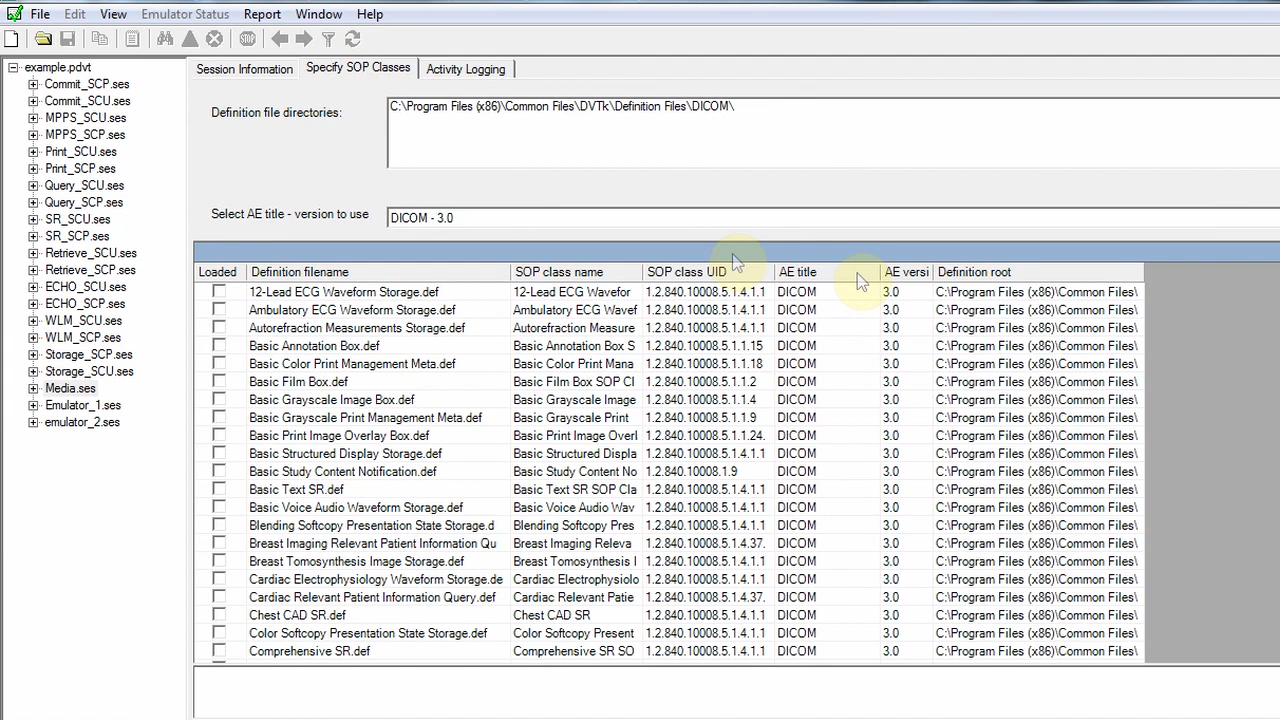 File Edit View Emulator Status Report Window Help
example.pdvt
Commit_SCP.ses
Commit_SCU.ses
MPPS_SCU.ses
MPPS_SCP.ses
Print_SCU.ses
Print_SCP.ses
Query_SCU.ses
Query_SCP.ses
SR_SCU.ses
SR_SCP.ses
Retrieve_SCU.ses
Retrieve_SCP.ses
ECHO_SCU.ses
ECHO_SCP.ses
WLM_SCU.ses
WLM_SCP.ses
Storage_SCP.ses
Storage_SCU.ses
Media.ses
Emulator_1.ses
emulator_2.ses
Session Information Specify SOP Classes Activity Logging
Definition file directories: C:\Program Files (x86)\Common Files\DVTk\Definition Files\DICOM\
Select AE title - version to use DICOM - 3.0
Loaded Definition filename SOP class name SOP class UID AE title AE versi Definition root
12-Lead ECG Waveform Storage.def 12-Lead ECG Wavefor 1.2.840.10008.5.1.4.1.1 DICOM 3.0 C:\Program Files (x86)\Common Files\
Ambulatory ECG Waveform Storage.def Ambulatory ECG Wavef 1.2.840.10008.5.1.4.1.1 DICOM 3.0 C:\Program Files (x86)\Common Files\
Autorefraction Measurements Storage.def Autorefraction Measure 1.2.840.10008.5.1.4.1.1 DICOM 3.0 C:\Program Files (x86)\Common Files\
Basic Annotation Box.def Basic Annotation Box S 1.2.840.10008.5.1.1.15 DICOM 3.0 C:\Program Files (x86)\Common Files\
Basic Color Print Management Meta.def Basic Color Print Mana 1.2.840.10008.5.1.1.18 DICOM 3.0 C:\Program Files (x86)\Common Files\
Basic Film Box.def Basic Film Box SOP Cl 1.2.840.10008.5.1.1.2 DICOM 3.0 C:\Program Files (x86)\Common Files\
Basic Grayscale Image Box.def Basic Grayscale Image 1.2.840.10008.5.1.1.4 DICOM 3.0 C:\Program Files (x86)\Common Files\
Basic Grayscale Print Management Meta.def Basic Grayscale Print 1.2.840.10008.5.1.1.9 DICOM 3.0 C:\Program Files (x86)\Common Files\
Basic Print Image Overlay Box.def Basic Print Image Overl 1.2.840.10008.5.1.1.24. DICOM 3.0 C:\Program Files (x86)\Common Files\
Basic Structured Display Storage.def Basic Structured Displa 1.2.840.10008.5.1.4.1.1 DICOM 3.0 C:\Program Files (x86)\Common Files\
Basic Study Content Notification.def Basic Study Content No 1.2.840.10008.1.9 DICOM 3.0 C:\Program Files (x86)\Common Files\
Basic Text SR.def Basic Text SR SOP Cla 1.2.840.10008.5.1.4.1.1 DICOM 3.0 C:\Program Files (x86)\Common Files\
Basic Voice Audio Waveform Storage.def Basic Voice Audio Wav 1.2.840.10008.5.1.4.1.1 DICOM 3.0 C:\Program Files (x86)\Common Files\
Blending Softcopy Presentation State Storage.d Blending Softcopy Pres 1.2.840.10008.5.1.4.1.1 DICOM 3.0 C:\Program Files (x86)\Common Files\
Breast Imaging Relevant Patient Information Qu Breast Imaging Releva 1.2.840.10008.5.1.4.37. DICOM 3.0 C:\Program Files (x86)\Common Files\
Breast Tomosynthesis Image Storage.def Breast Tomosynthesis I 1.2.840.10008.5.1.4.1.1 DICOM 3.0 C:\Program Files (x86)\Common Files\
Cardiac Electrophysiology Waveform Storage.de Cardiac Electrophysiolo 1.2.840.10008.5.1.4.1.1 DICOM 3.0 C:\Program Files (x86)\Common Files\
Cardiac Relevant Patient Information Query.def Cardiac Relevant Patie 1.2.840.10008.5.1.4.37. DICOM 3.0 C:\Program Files (x86)\Common Files\
Chest CAD SR.def Chest CAD SR 1.2.840.10008.5.1.4.1.1 DICOM 3.0 C:\Program Files (x86)\Common Files\
Color Softcopy Presentation State Storage.def Color Softcopy Present 1.2.840.10008.5.1.4.1.1 DICOM 3.0 C:\Program Files (x86)\Common Files\
Comprehensive SR.def Comprehensive SR SO 1.2.840.10008.5.1.4.1.1 DICOM 3.0 C:\Program Files (x86)\Common Files\